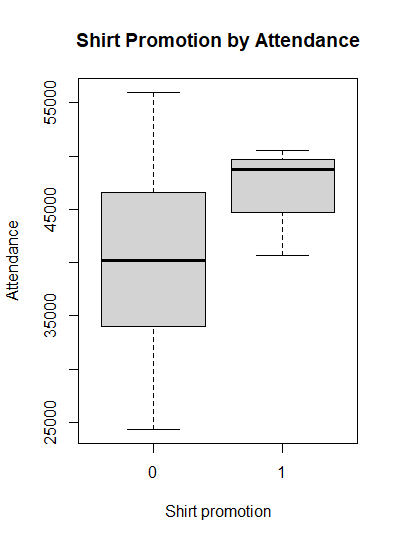 Shirt Promotion by Attendance
55000
45000
35000
25000
Attendance
0 1
Shirt promotion